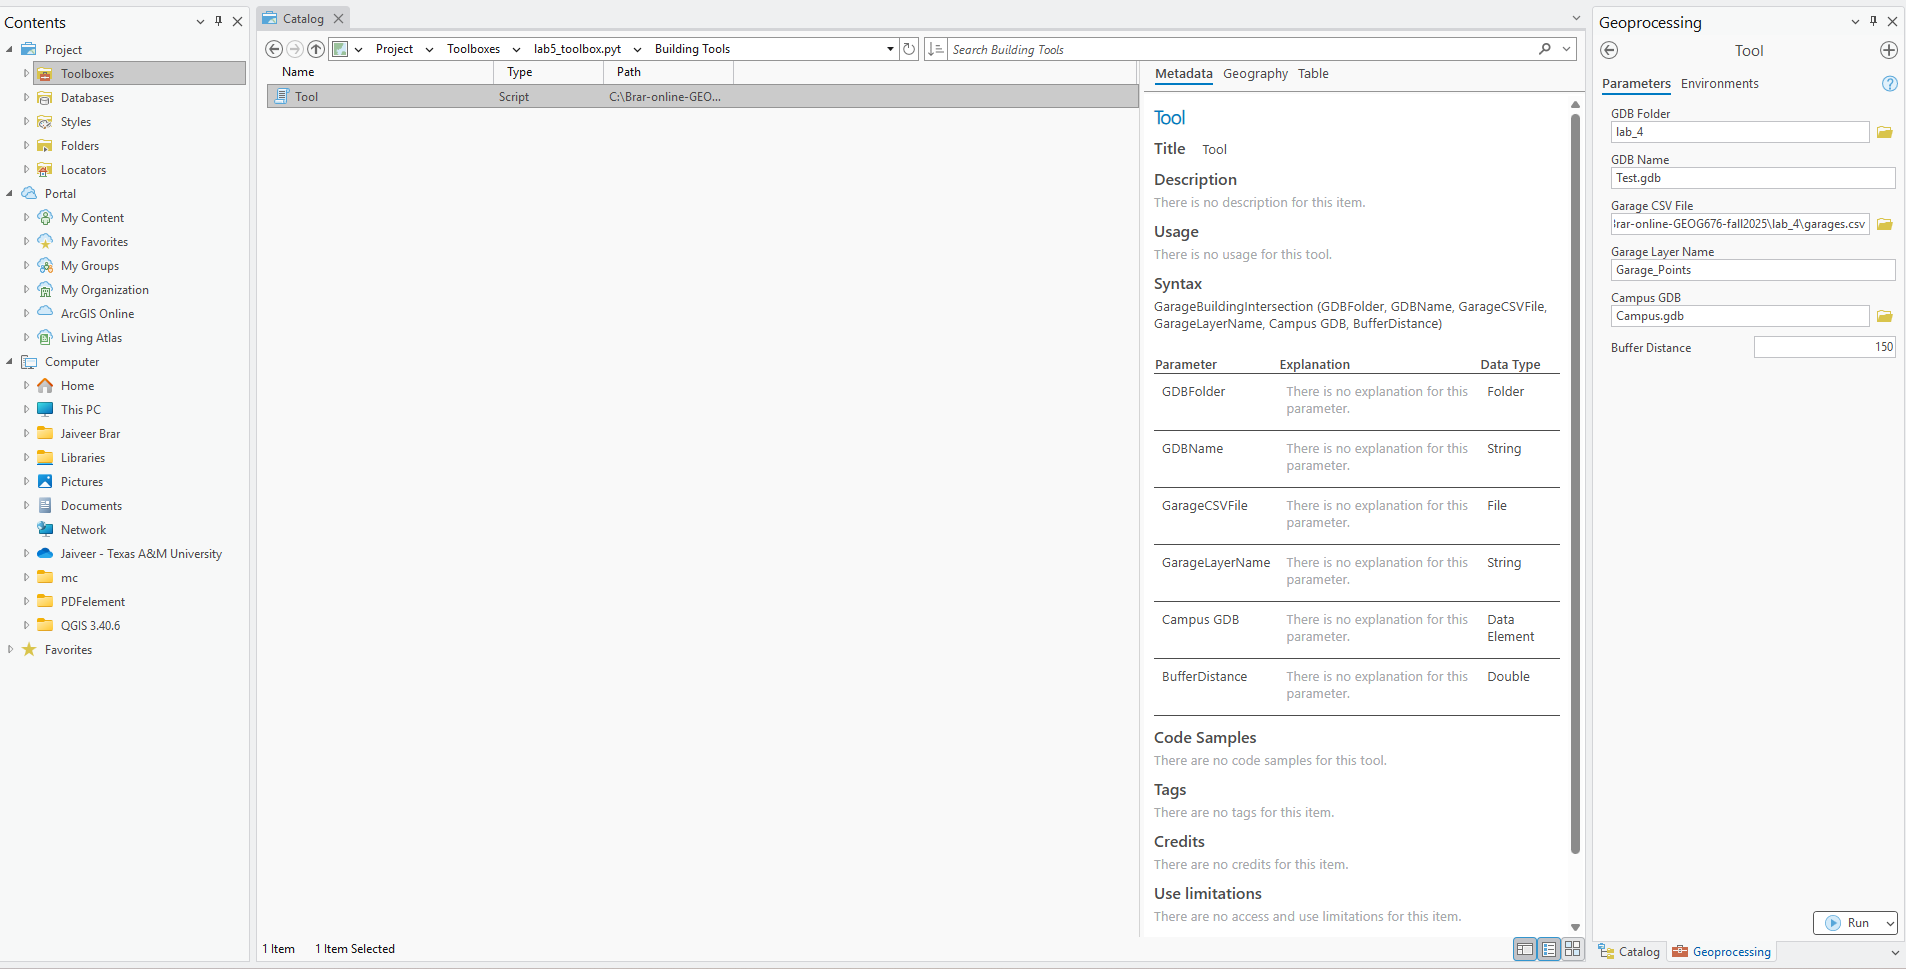 Contents
Project
Toolboxes
Databases
Styles
Folders
Locators
Portal
My Content
My Favorites
My Groups
My Organization
ArcGIS Online
Living Atlas
Computer
Home
This PC
Jaiveer Brar
Libraries
Pictures
Documents
Network
Jaiveer - Texas A&M University
mc
PDFelement
QGIS 3.40.6
Favorites
Catalog
Project Toolboxes lab5_toolbox.pyt Building Tools
Search Building Tools
Name Type Path
Tool Script C:\Brar-online-GEO...
1 Item 1 Item Selected
Metadata Geography Table
Tool
Title Tool
Description
There is no description for this item.
Usage
There is no usage for this tool.
Syntax
GarageBuildingIntersection (GDBFolder, GDBName, GarageCSVFile,
GarageLayerName, Campus GDB, BufferDistance)
Parameter Explanation Data Type
GDBFolder There is no explanation for this Folder
parameter.
GDBName There is no explanation for this String
parameter.
GarageCSVFile There is no explanation for this File
parameter.
GarageLayerName There is no explanation for this String
parameter.
Campus GDB There is no explanation for this Data
parameter. Element
BufferDistance There is no explanation for this Double
parameter.
Code Samples
There are no code samples for this tool.
Tags
There are no tags for this item.
Credits
There are no credits for this item.
Use limitations
There are no access and use limitations for this item.
Geoprocessing
Tool
Parameters Environments
GDB Folder
lab_4
GDB Name
Test.gdb
Garage CSV File
rar-online-GEOG676-fall2025\lab_4\garages.csv
Garage Layer Name
Garage_Points
Campus GDB
Campus.gdb
Buffer Distance 150
Run
Catalog Geoprocessing